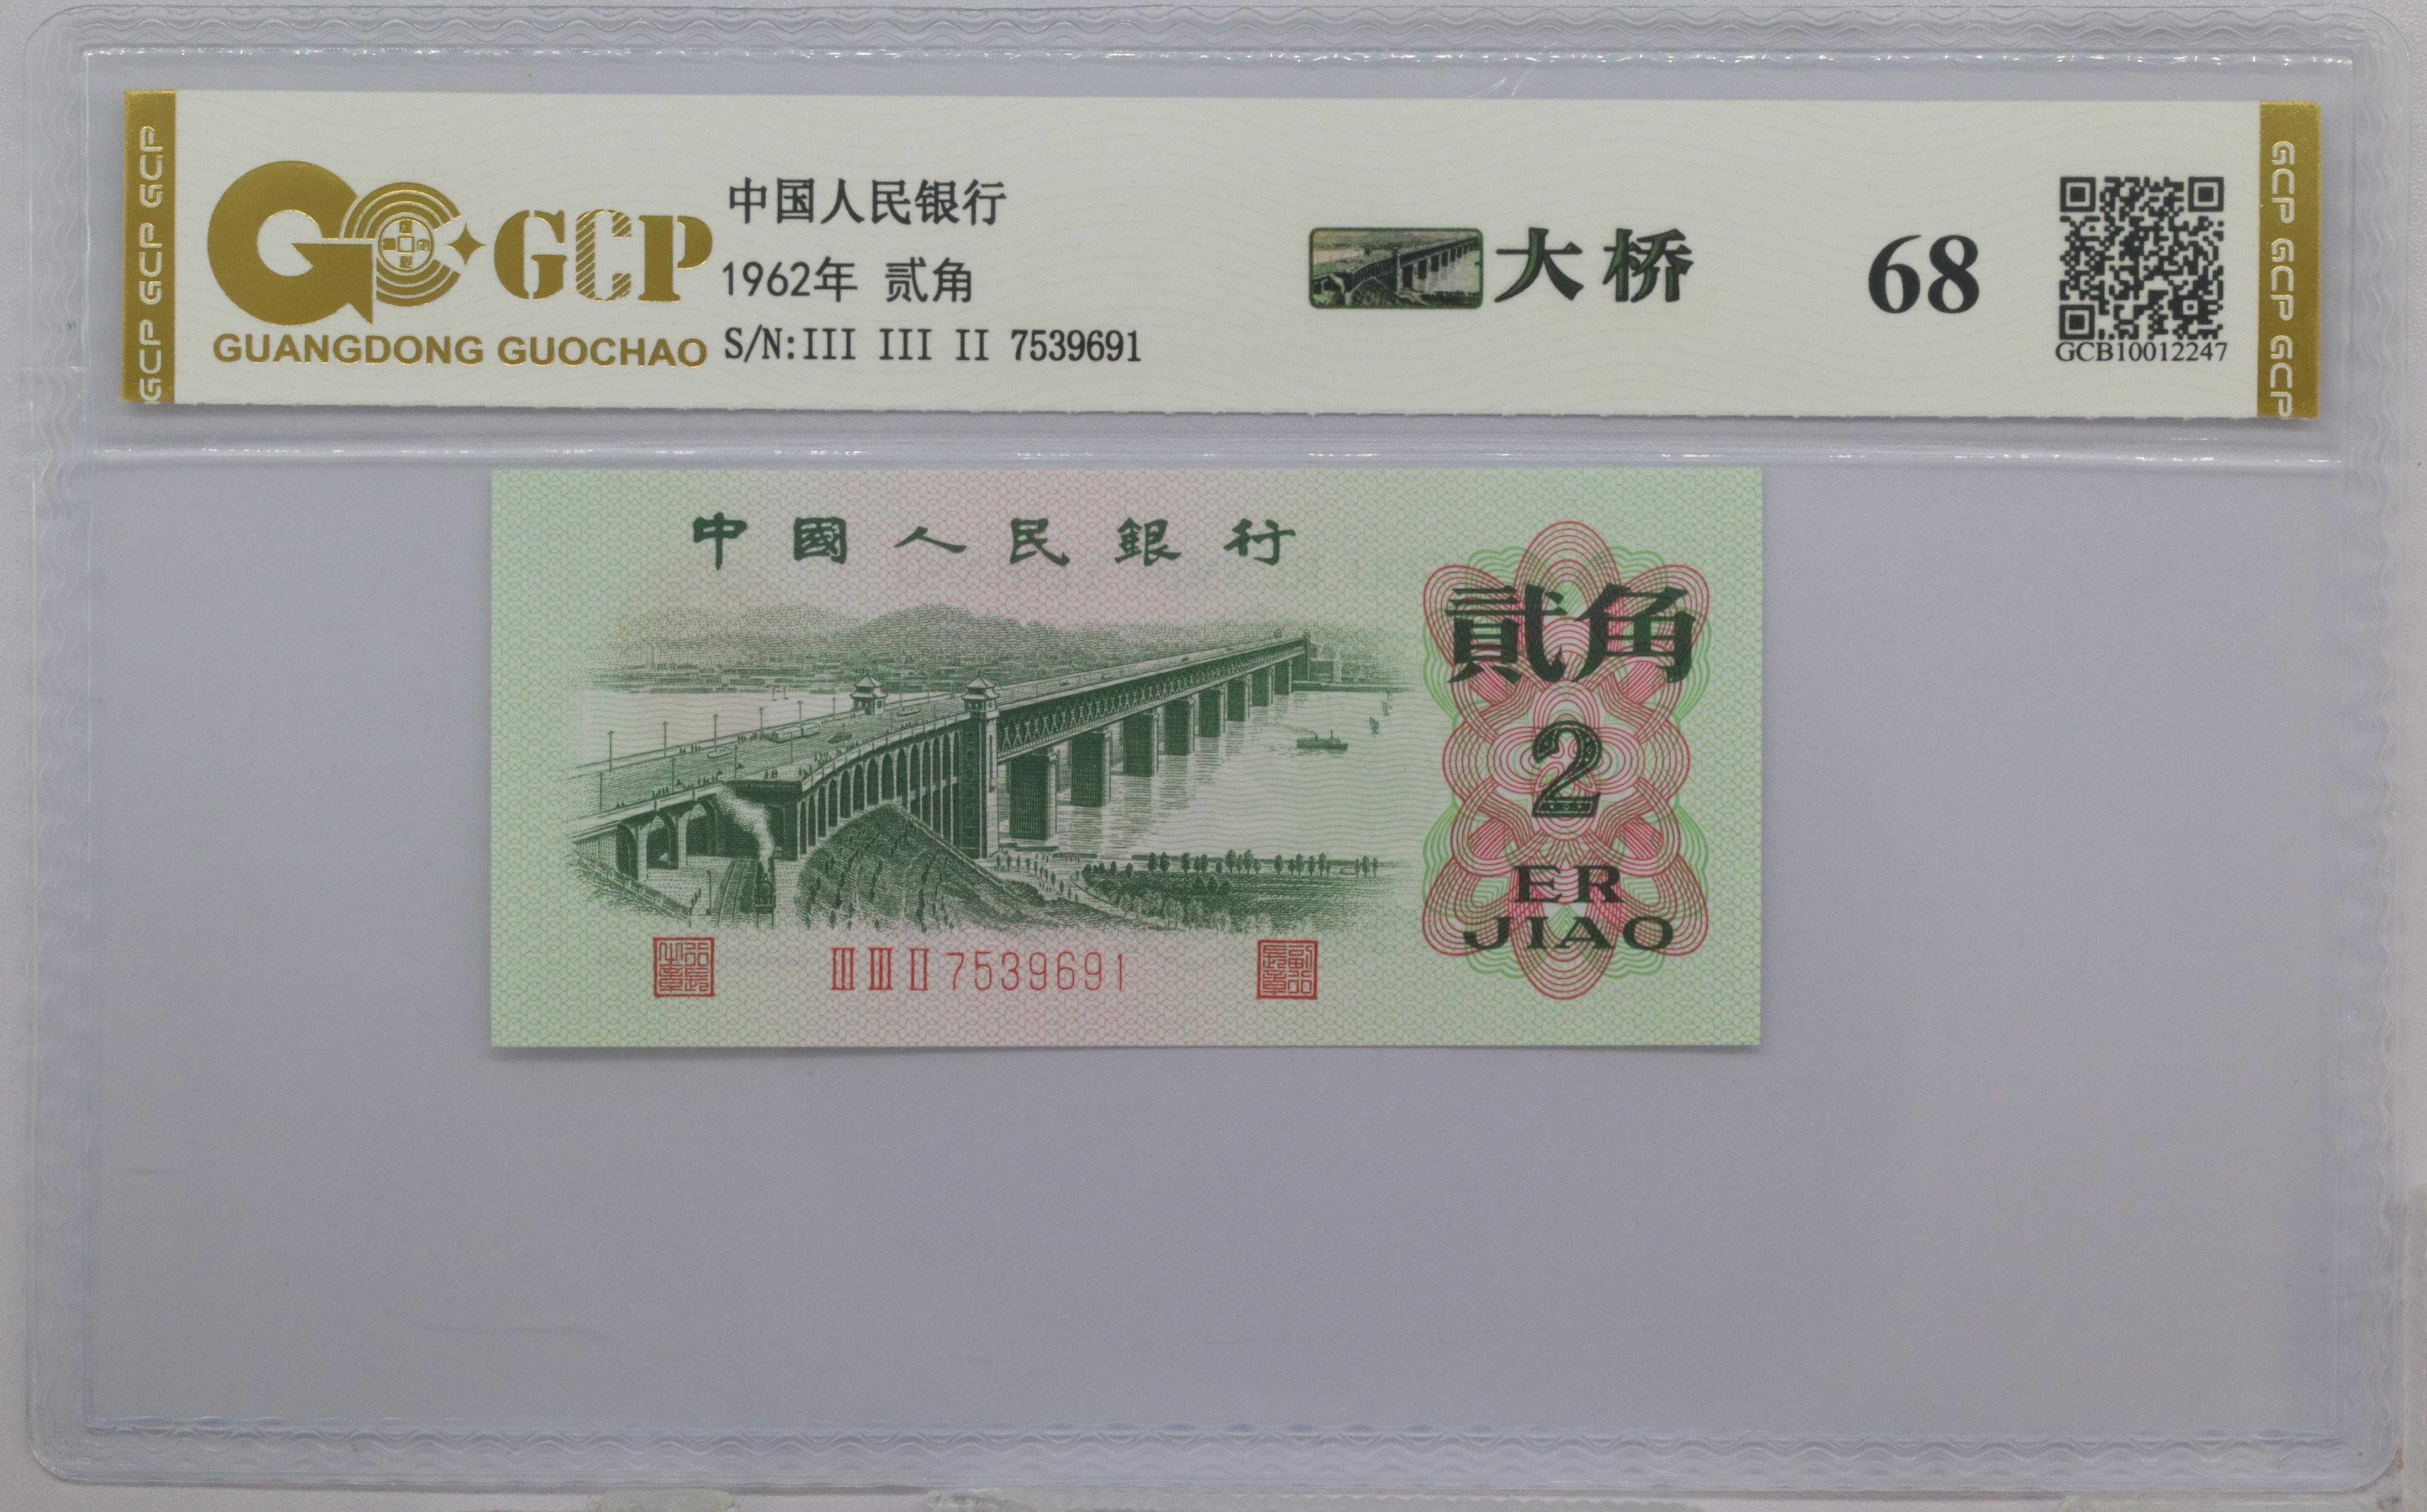 GCP GCP GCP
GCP
GUANGDONG GUOCHAO
中国人民银行
1962年 贰角
S/N:III III II 7539691
大桥
68
GCB10012247
GCP GCP GCP
中國人民銀行
貳角
2
ER
JIAO
III III II 7539691